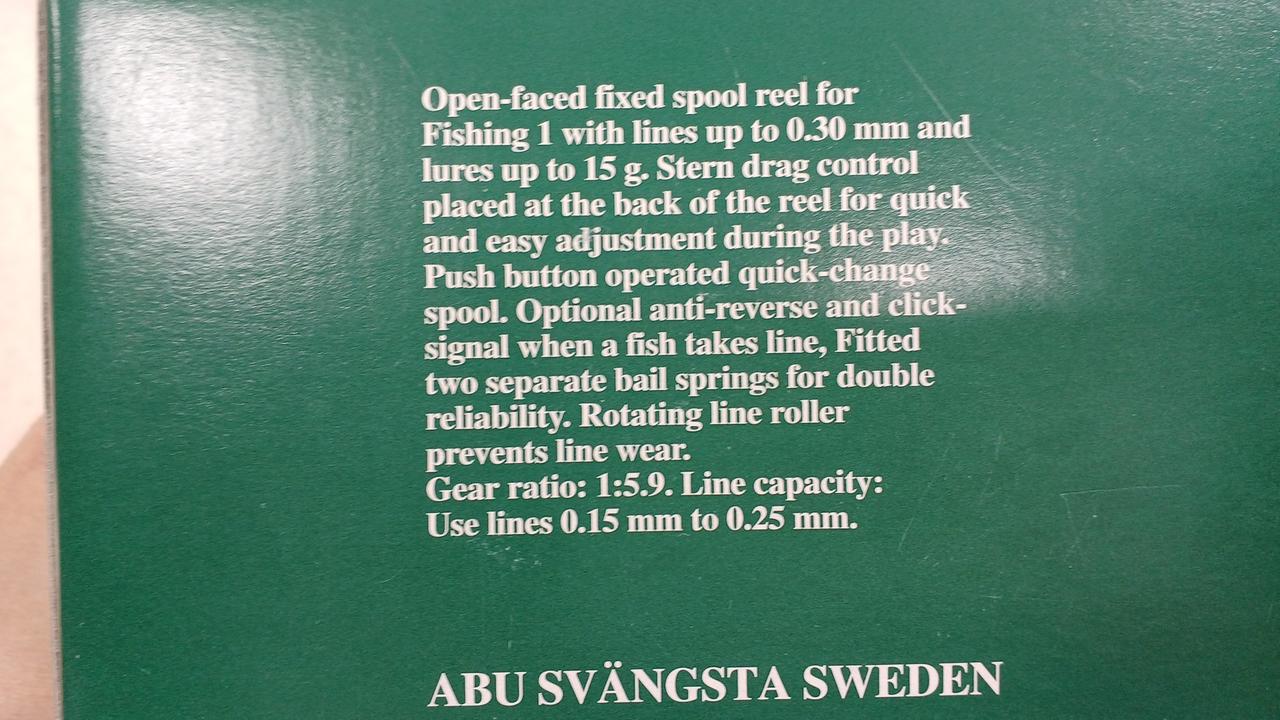 Open-faced fixed spool reel for
Fishing 1 with lines up to 0.30 mm and
lures up to 15 g. Stern drag control
placed at the back of the reel for quick
and easy adjustment during the play.
Push button operated quick-change
spool. Optional anti-reverse and click-
signal when a fish takes line, Fitted
two separate bail springs for double
reliability. Rotating line roller
prevents line wear.
Gear ratio: 1:5.9. Line capacity:
Use lines 0.15 mm to 0.25 mm.
ABU SVÄNGSTA SWEDEN